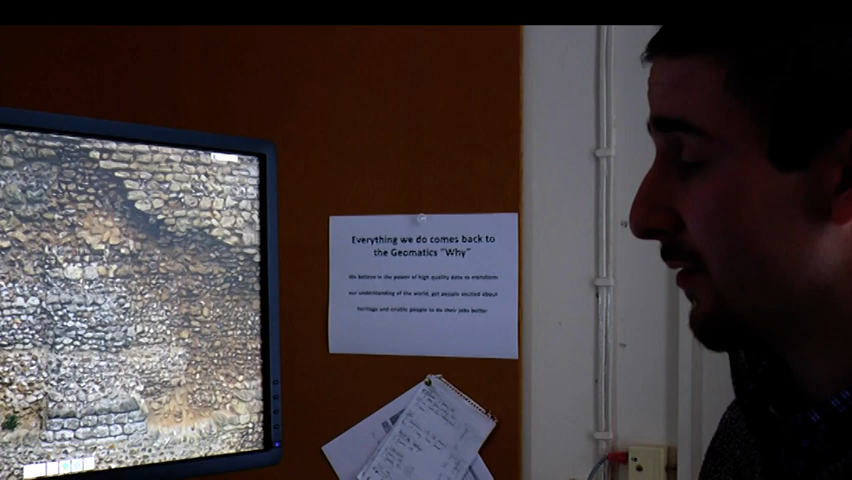 Everything we do comes back to
the Geomatics "Why"
We believe in the power of high quality data to transform
our understanding of the world, get people excited about
heritage and enable people to do their jobs better